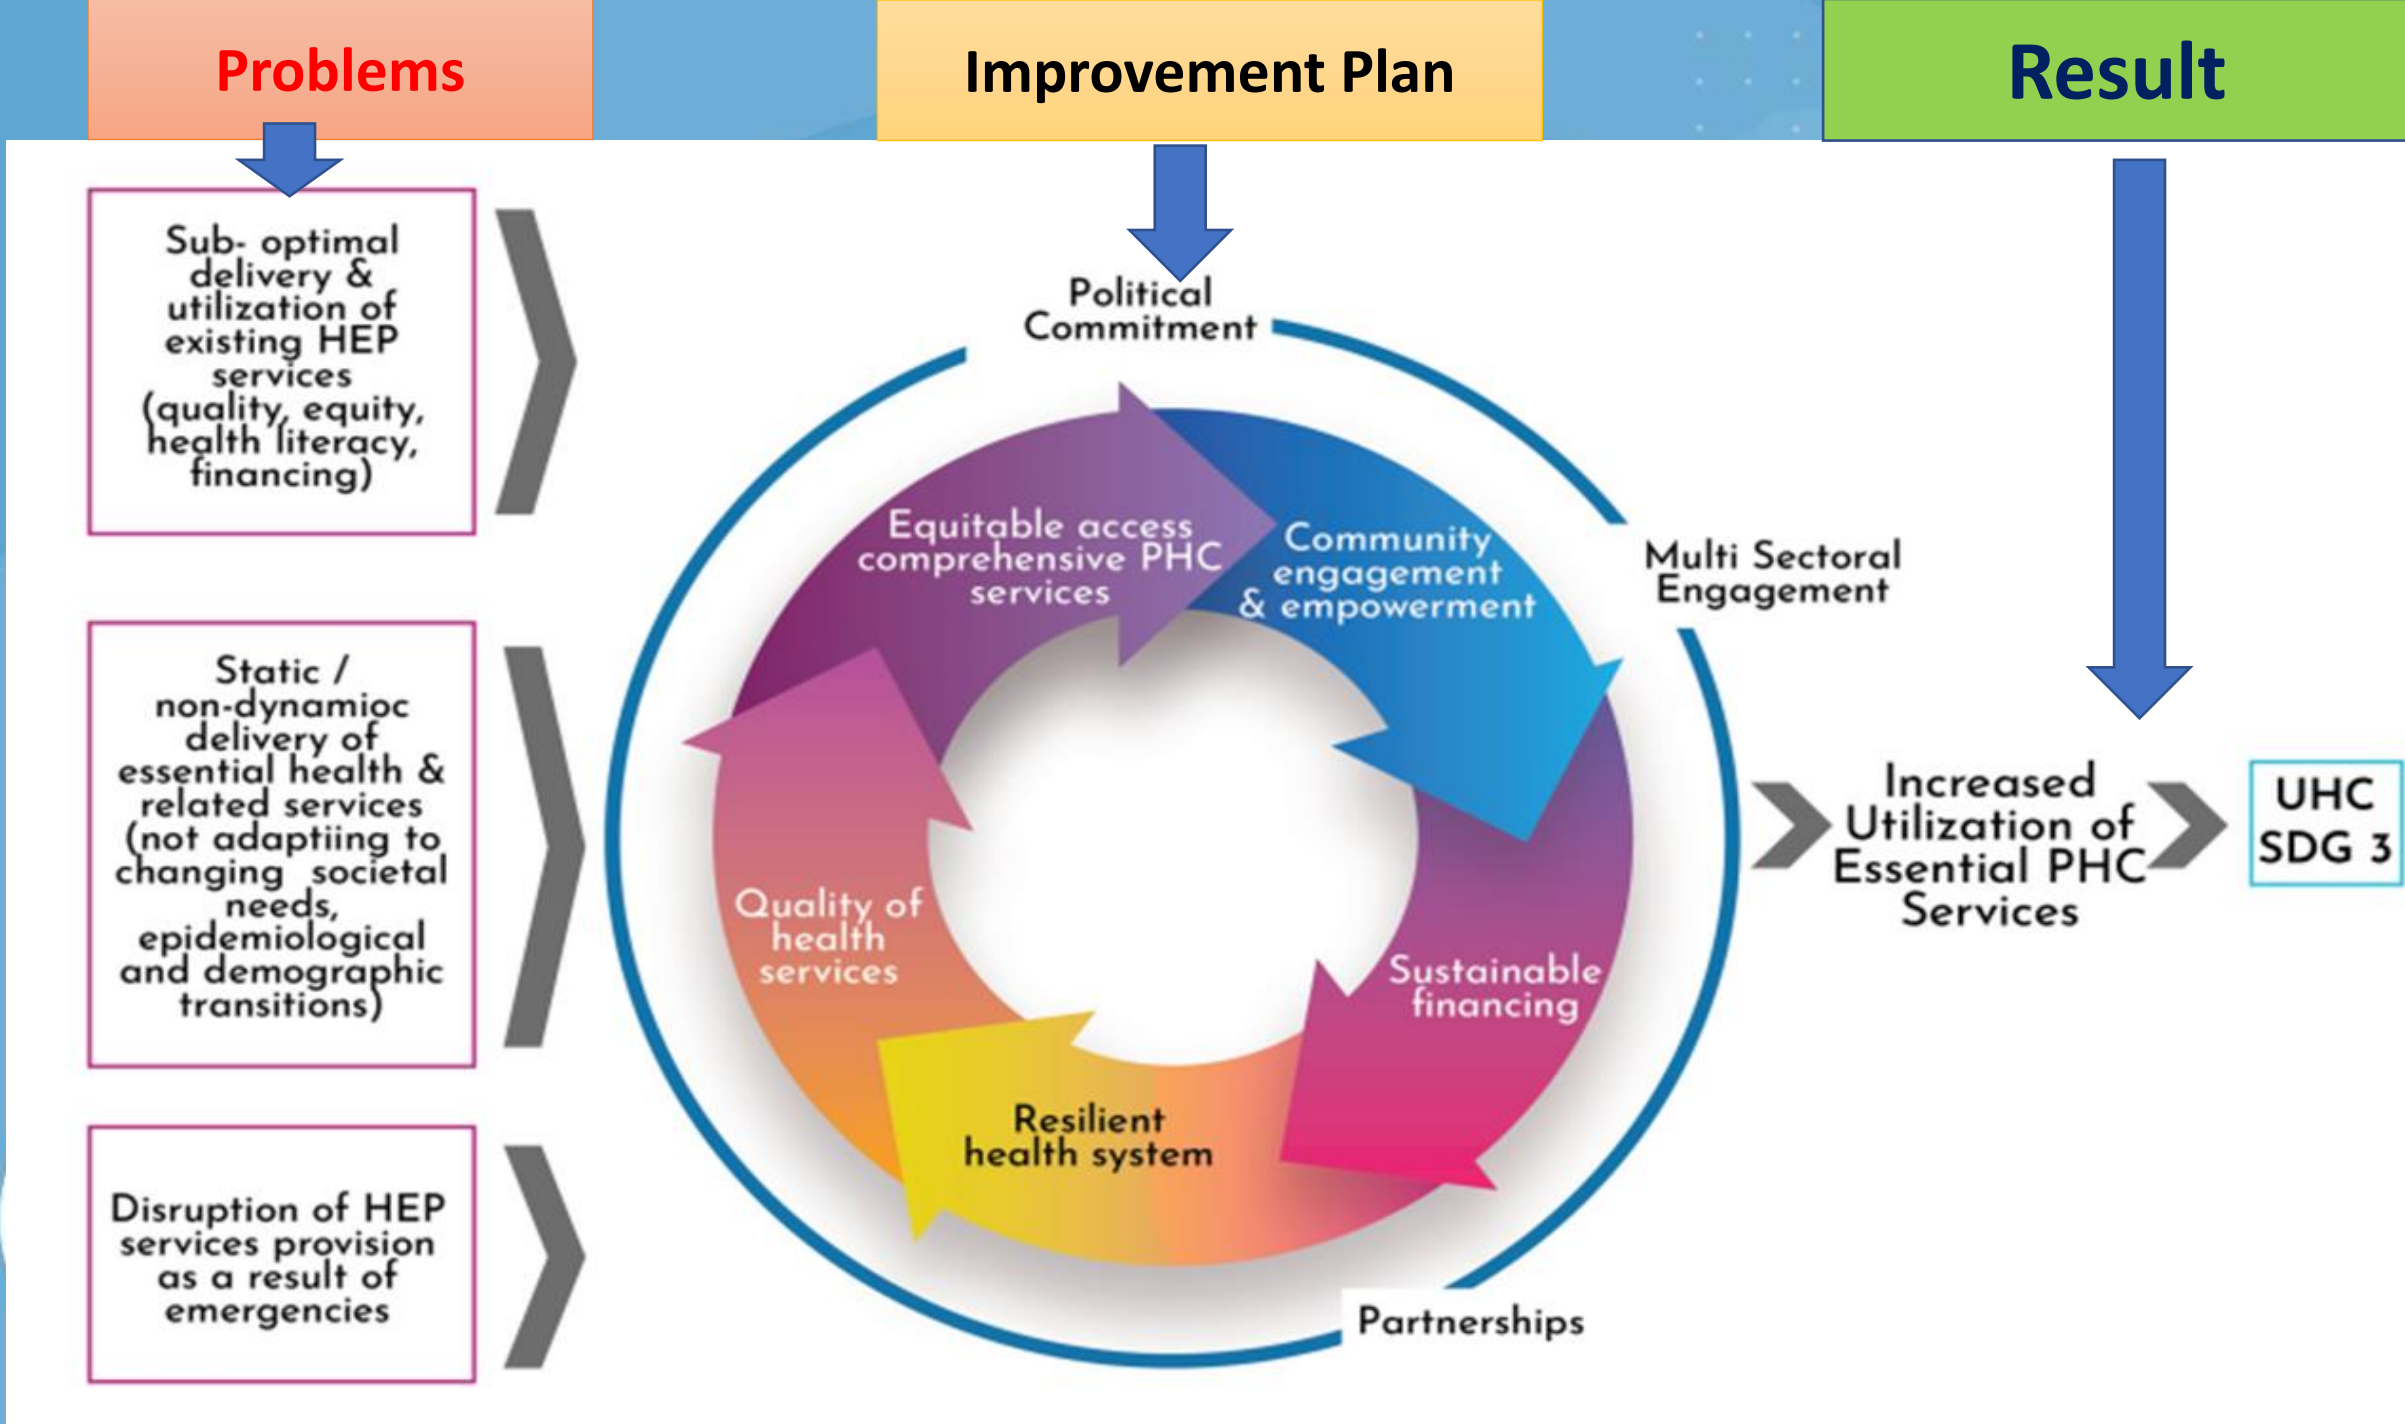 Problems
Improvement Plan
Result
Sub- optimal
delivery &
utilization of
existing HEP
services
(quality, equity,
health literacy,
financing)
Static /
non-dynamioc
delivery of
essential health &
related services
(not adaptiing to
changing societal
needs,
epidemiological
and demographic
transitions)
Disruption of HEP
services provision
as a result of
emergencies
Political
Commitment
Multi Sectoral
Engagement
Partnerships
Equitable access
comprehensive PHC
services
Community
engagement
& empowerment
Sustainable
financing
Resilient
health system
Quality of
health
services
Increased
Utilization of
Essential PHC
Services
UHC
SDG 3